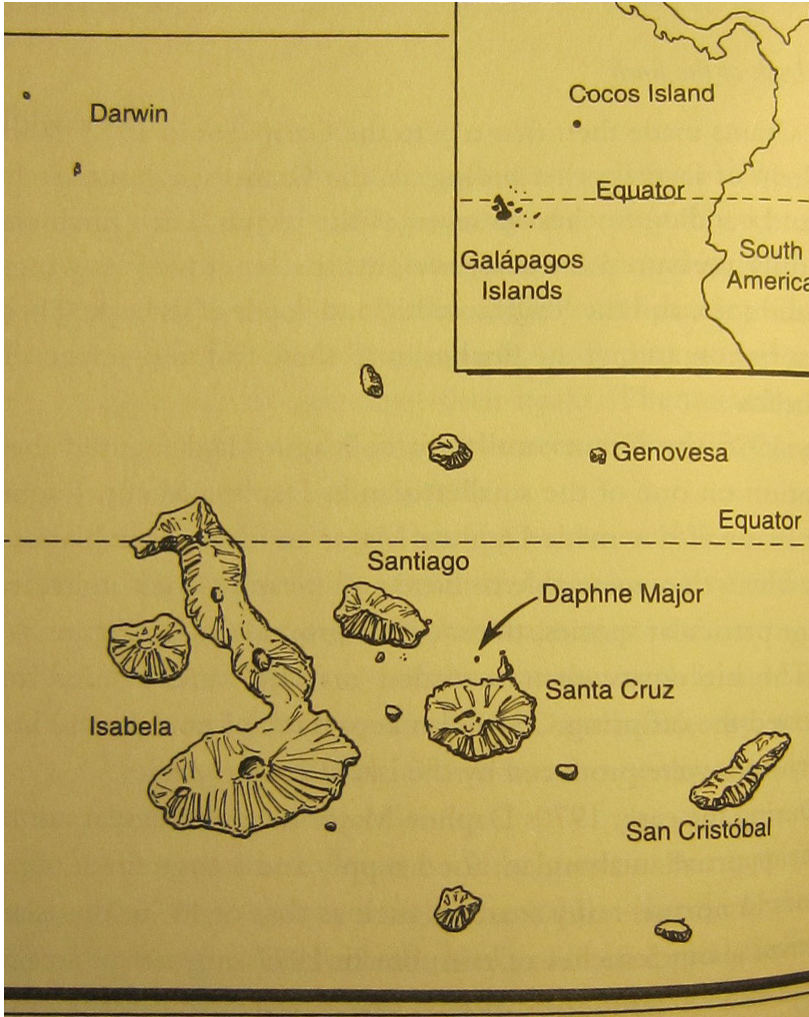 Darwin
Cocos Island
Equator
Galápagos
Islands
South
America
Genovesa
Equator
Santiago
Daphne Major
Santa Cruz
Isabela
San Cristóbal